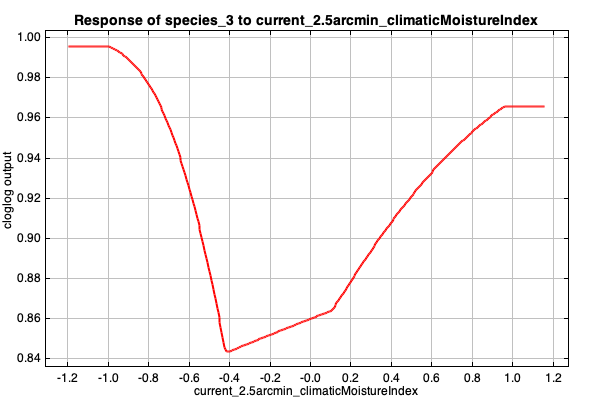 Response of species_3 to current_2.5arcmin_climaticMoistureIndex
1.00
0.98
0.96
0.94
0.92
0.90
0.88
0.86
0.84
cloglog output
-1.2 -1.0 -0.8 -0.6 -0.4 -0.2 -0.0 0.2 0.4 0.6 0.8 1.0 1.2
current_2.5arcmin_climaticMoistureIndex